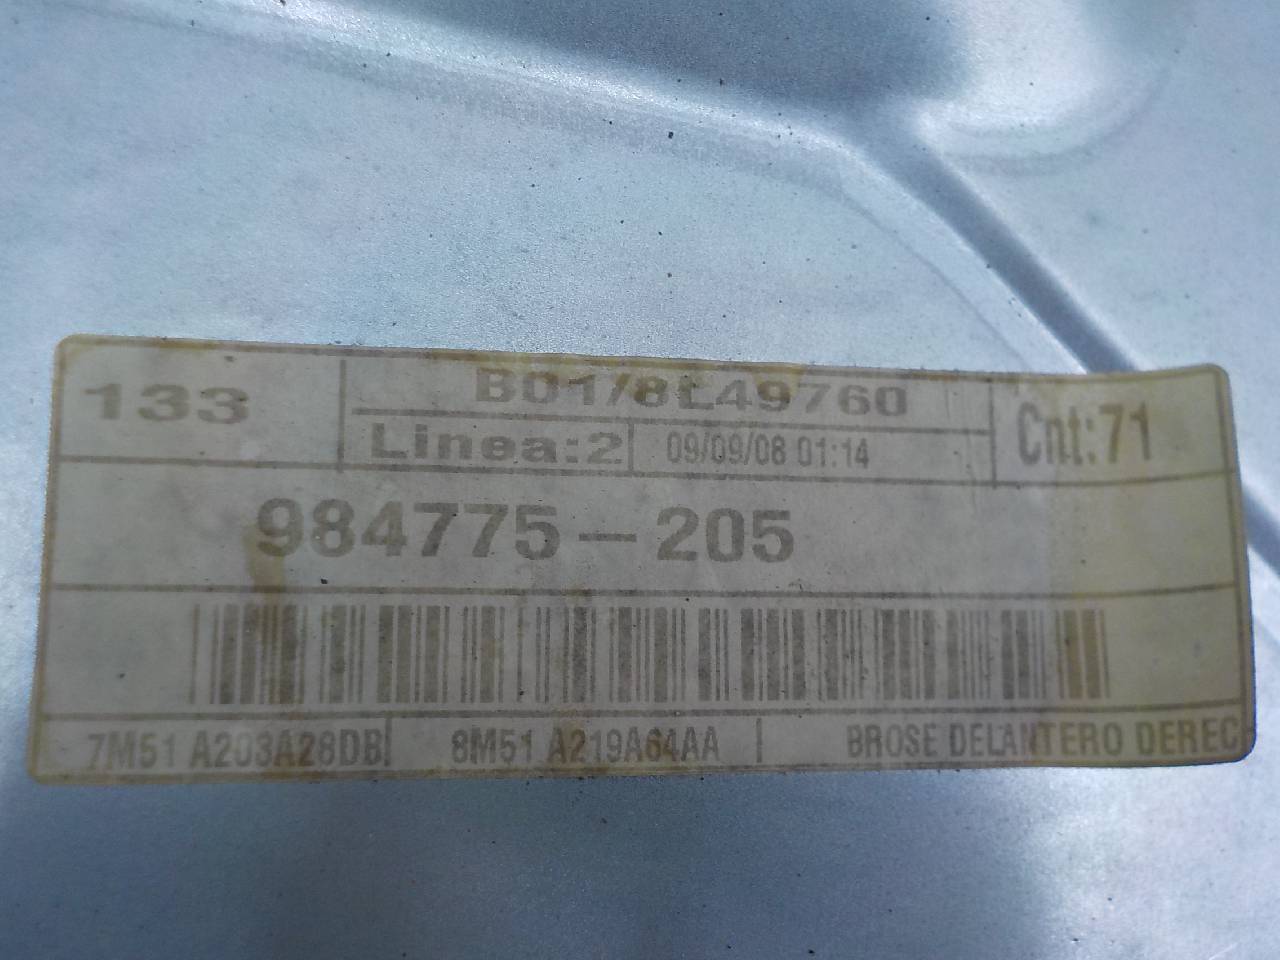 133
B01/8L49760
Linea:2
09/09/08 01:14
Cnt:71
984775-205
7M51 A203A28DB
8M51 A219A64AA
BROSE DELANTERO DEREC